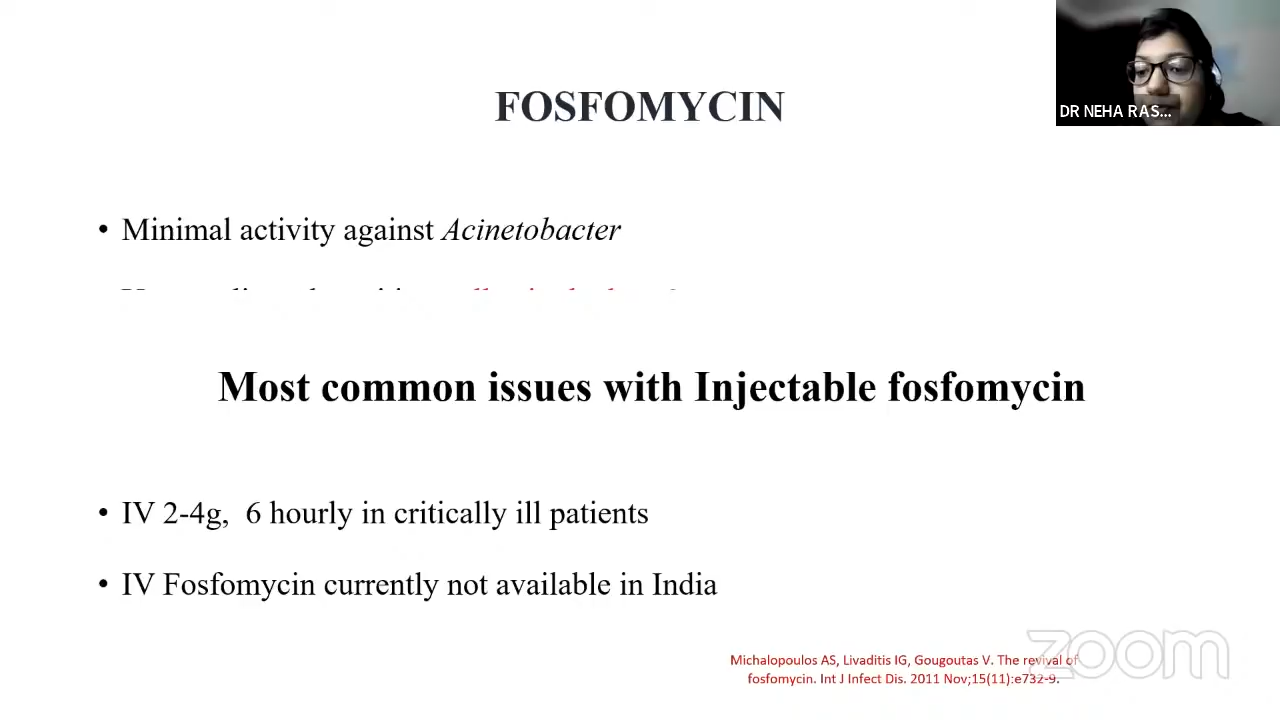 FOSFOMYCIN
DR NEHA RAS...
• Minimal activity against Acinetobacter
Most common issues with Injectable fosfomycin
• IV 2-4g, 6 hourly in critically ill patients
• IV Fosfomycin currently not available in India
Michalopoulos AS, Livaditis IG, Gougoutas V. The revival of
fosfomycin. Int J Infect Dis. 2011 Nov;15(11):e732-9.
zoom